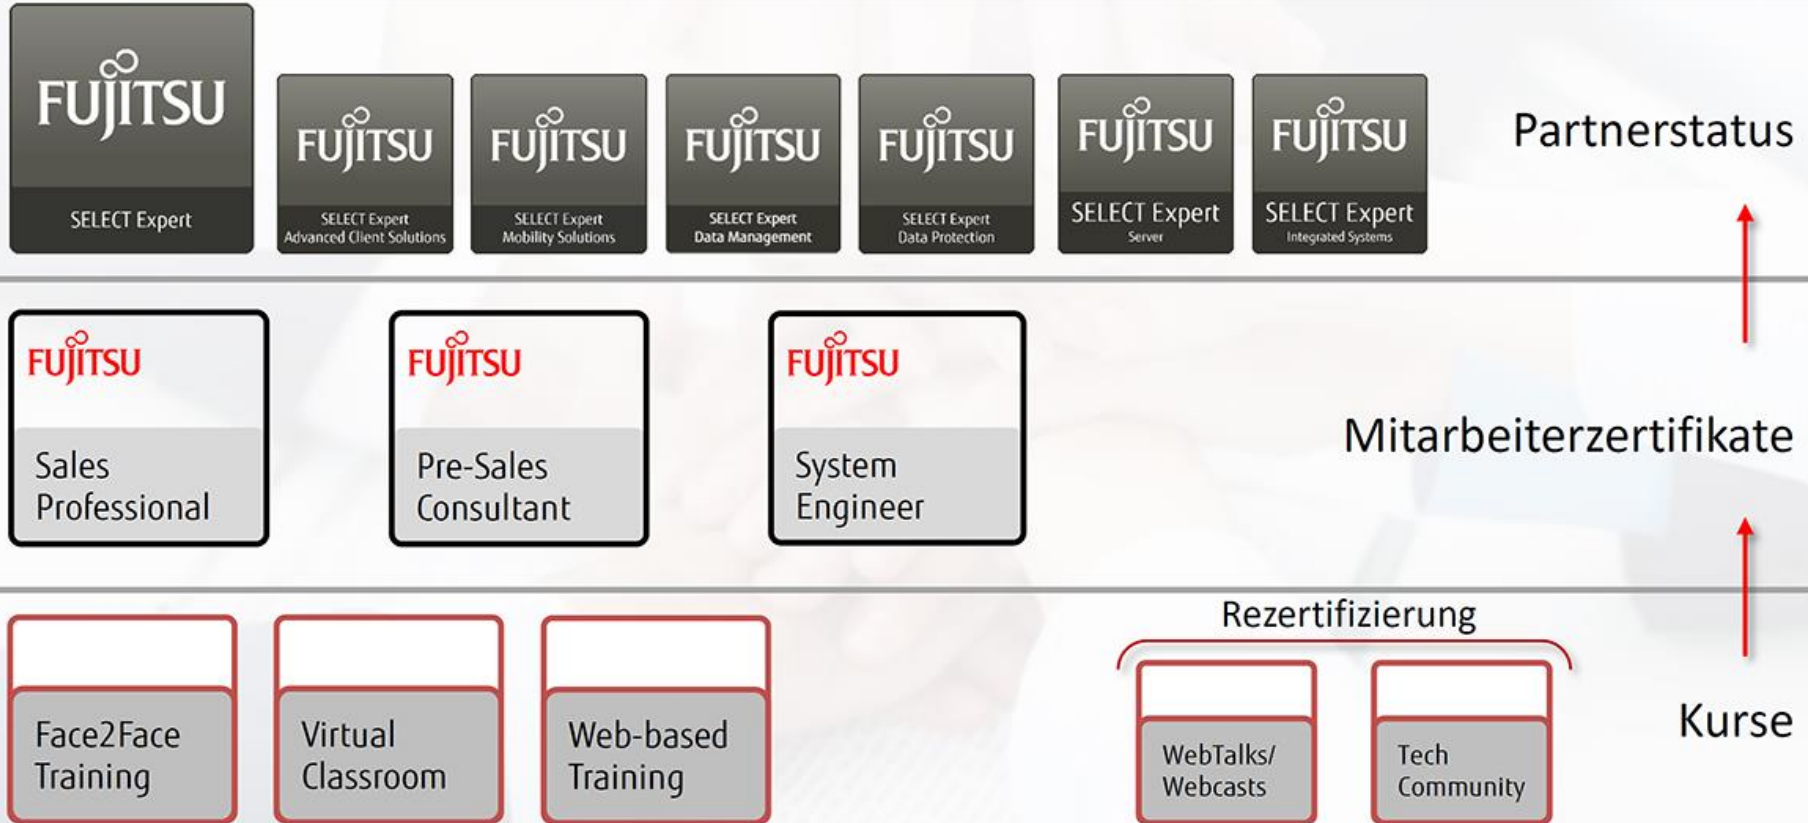 FUJITSU
SELECT Expert
FUJITSU
SELECT Expert
Advanced Client Solutions
FUJITSU
SELECT Expert
Mobility Solutions
FUJITSU
SELECT Expert
Data Management
FUJITSU
SELECT Expert
Data Protection
FUJITSU
SELECT Expert
Server
FUJITSU
SELECT Expert
Integrated Systems
Partnerstatus
FUJITSU
Sales
Professional
FUJITSU
Pre-Sales
Consultant
FUJITSU
System
Engineer
Mitarbeiterzertifikate
Face2Face
Training
Virtual
Classroom
Web-based
Training
Rezertifizierung
WebTalks/
Webcasts
Tech
Community
Kurse